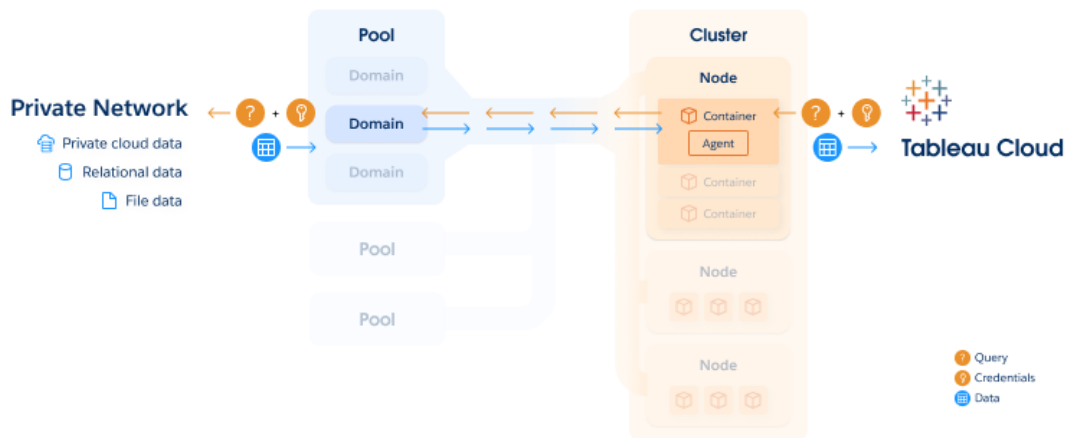 Pool
Domain
Domain
Domain
Pool
Pool
Private Network
Private cloud data
Relational data
File data
? +
?
Cluster
Node
Container
Agent
Container
Container
Node
Node
? +
Tableau Cloud
? Query
Credentials
Data